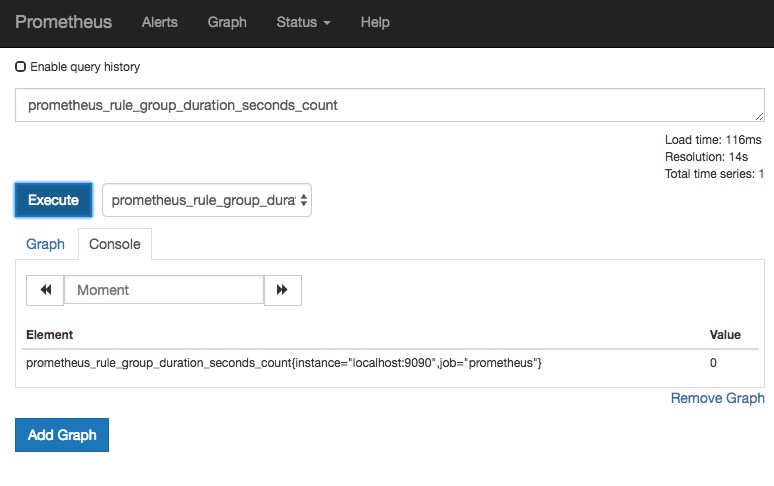 Prometheus Alerts Graph Status Help
Enable query history
prometheus_rule_group_duration_seconds_count
Load time: 116ms
Resolution: 14s
Total time series: 1
Execute prometheus_rule_group_dura
Graph Console
Moment
Element Value
prometheus_rule_group_duration_seconds_count{instance="localhost:9090",job="prometheus"} 0
Remove Graph
Add Graph